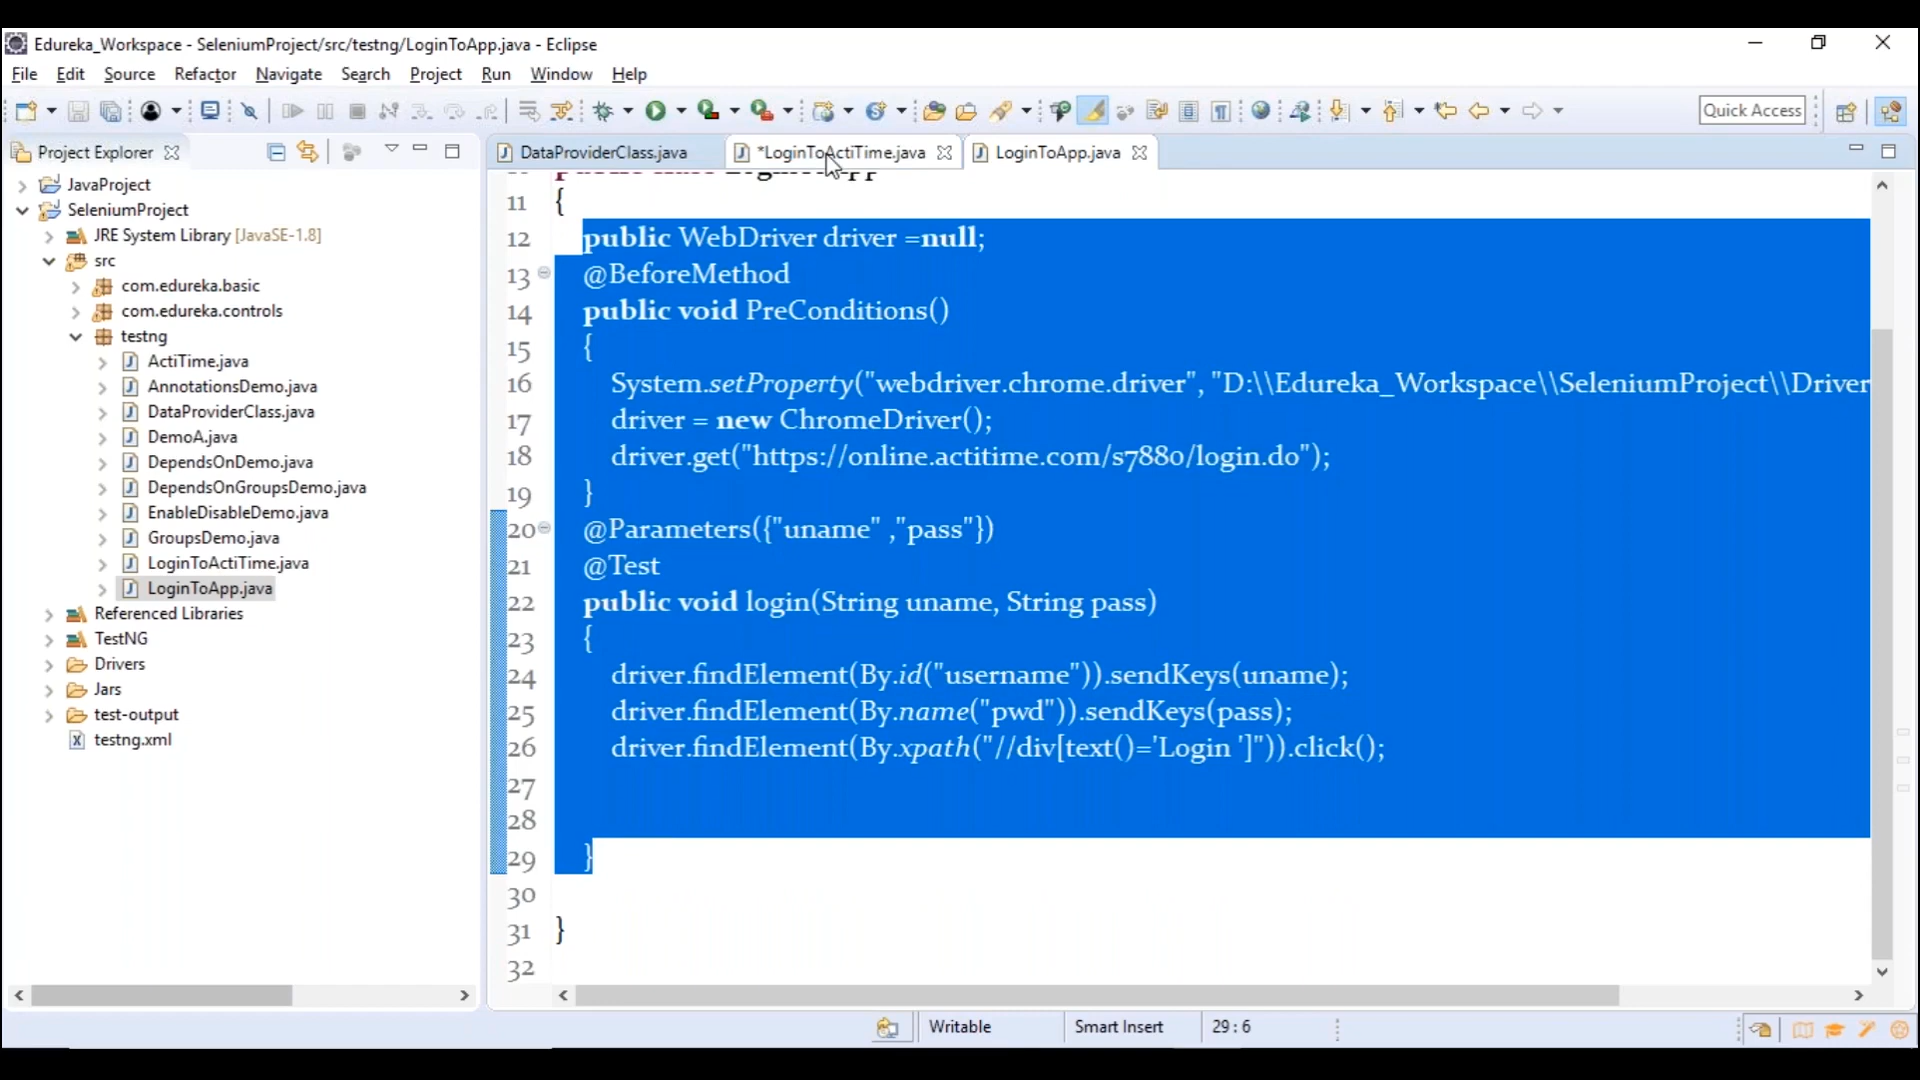 Edureka_Workspace - SeleniumProject/src/testng/LoginToApp.java - Eclipse
File Edit Source Refactor Navigate Search Project Run Window Help
Quick Access
Project Explorer
DataProviderClass.java
*LoginToActiTime.java
LoginToApp.java
JavaProject
SeleniumProject
JRE System Library [JavaSE-1.8]
src
com.edureka.basic
com.edureka.controls
testng
ActiTime.java
AnnotationsDemo.java
DataProviderClass.java
DemoA.java
DependsOnDemo.java
DependsOnGroupsDemo.java
EnableDisableDemo.java
GroupsDemo.java
LoginToActiTime.java
LoginToApp.java
Referenced Libraries
TestNG
Drivers
Jars
test-output
testng.xml
11 {
12 public WebDriver driver =null;
13 @BeforeMethod
14 public void PreConditions()
15 {
16 System.setProperty("webdriver.chrome.driver", "D:\\Edureka_Workspace\\SeleniumProject\\Driver
17 driver = new ChromeDriver();
18 driver.get("https://online.actitime.com/s7880/login.do");
19 }
20 @Parameters({"uname" ,"pass"})
21 @Test
22 public void login(String uname, String pass)
23 {
24 driver.findElement(By.id("username")).sendKeys(uname);
25 driver.findElement(By.name("pwd")).sendKeys(pass);
26 driver.findElement(By.xpath("//div[text()='Login ']")).click();
27
28
29 }
30
31 }
32
Writable
Smart Insert
29 : 6